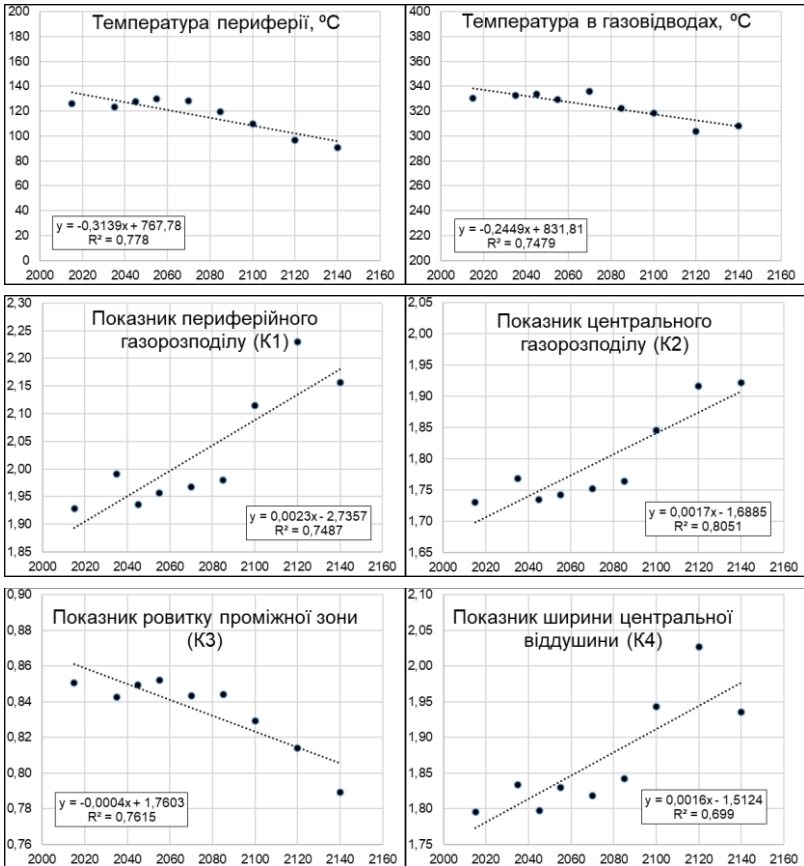 Температура периферії, ºС
200
180
160
140
120
100
80
60
40
20
0
y = -0,3139x + 767,78
R² = 0,778
2000 2020 2040 2060 2080 2100 2120 2140 2160
Температура в газовідводах, ºС
400
380
360
340
320
300
280
260
240
220
200
y = -0,2449x + 831,81
R² = 0,7479
2000 2020 2040 2060 2080 2100 2120 2140 2160
Показник периферійного
газорозподілу (К1)
2,30
2,25
2,20
2,15
2,10
2,05
2,00
1,95
1,90
1,85
y = 0,0023x - 2,7357
R² = 0,7487
2000 2020 2040 2060 2080 2100 2120 2140 2160
Показник центрального
газорозподілу (К2)
2,05
2,00
1,95
1,90
1,85
1,80
1,75
1,70
1,65
y = 0,0017x - 1,6885
R² = 0,8051
2000 2020 2040 2060 2080 2100 2120 2140 2160
Показник ровитку проміжної зони
(К3)
0,90
0,88
0,86
0,84
0,82
0,80
0,78
0,76
y = -0,0004x + 1,7603
R² = 0,7615
2000 2020 2040 2060 2080 2100 2120 2140 2160
Показник ширини центральної
віддушини (К4)
2,10
2,05
2,00
1,95
1,90
1,85
1,80
1,75
y = 0,0016x - 1,5124
R² = 0,699
2000 2020 2040 2060 2080 2100 2120 2140 2160